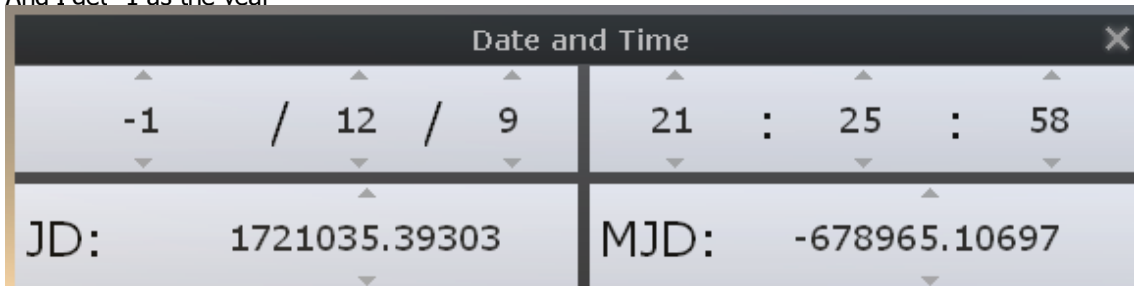 And I get -1 as the year
Date and Time
-1 / 12 / 9 21 : 25 : 58
JD: 1721035.39303 MJD: -678965.10697